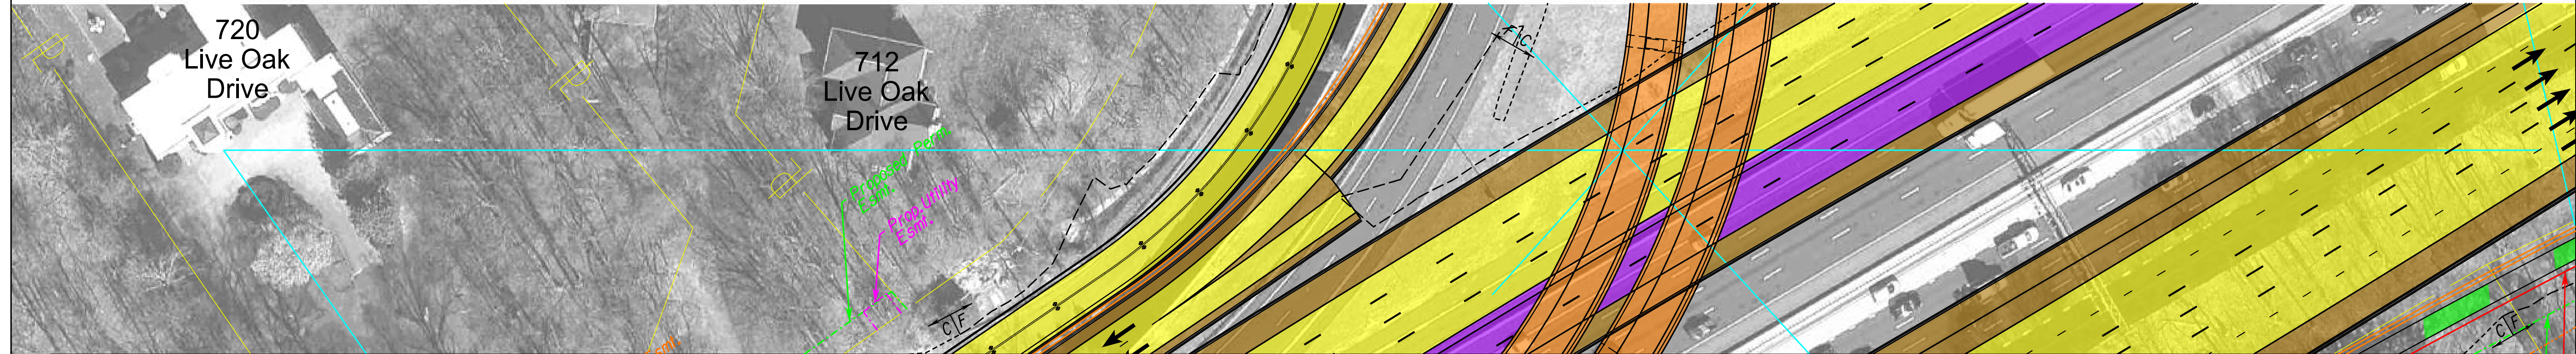 720
Live Oak
Drive
712
Live Oak
Drive
Proposed Perm.
Esmt.
Prop. Utility
Esmt.
C F
C
C F